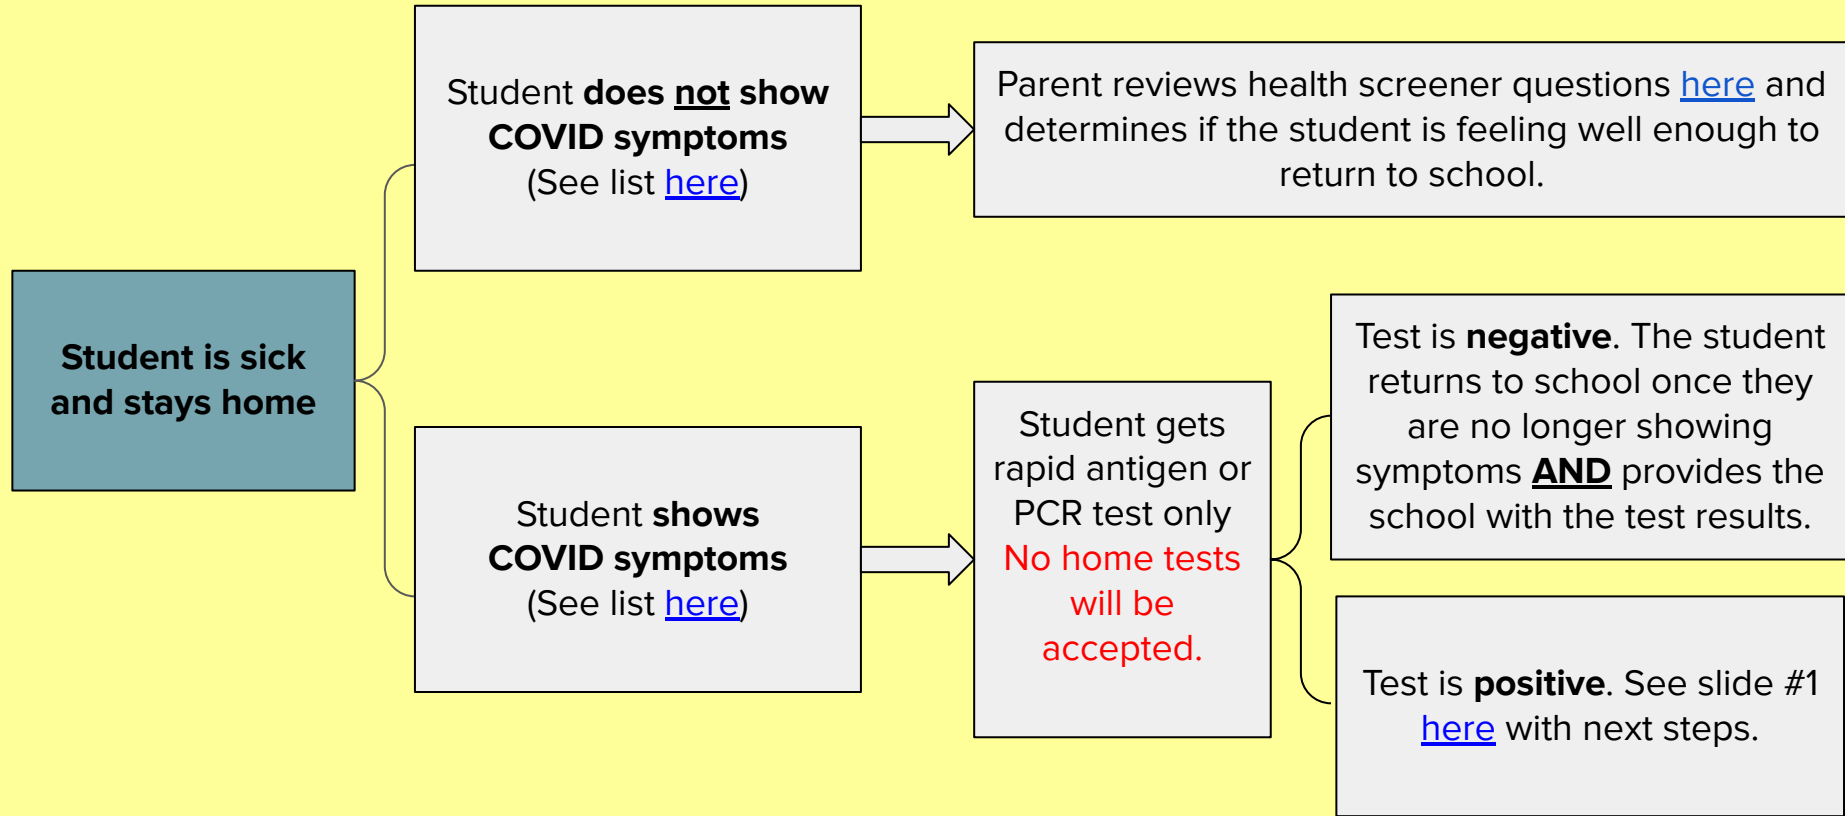 Student is sick
and stays home
Student does not show
COVID symptoms
(See list here)
Parent reviews health screener questions here and
determines if the student is feeling well enough to
return to school.
Student shows
COVID symptoms
(See list here)
Student gets
rapid antigen or
PCR test only
No home tests
will be
accepted.
Test is negative. The student
returns to school once they
are no longer showing
symptoms AND provides the
school with the test results.
Test is positive. See slide #1
here with next steps.